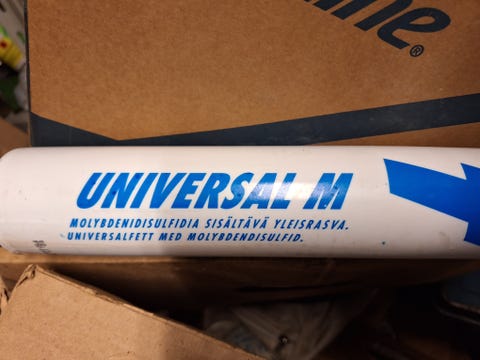 UNIVERSAL M
MOLYBDENIDISULFIDIA SISÄLTÄVÄ YLEISRASVA.
UNIVERSALFETT MED MOLYBDENDISULFID.